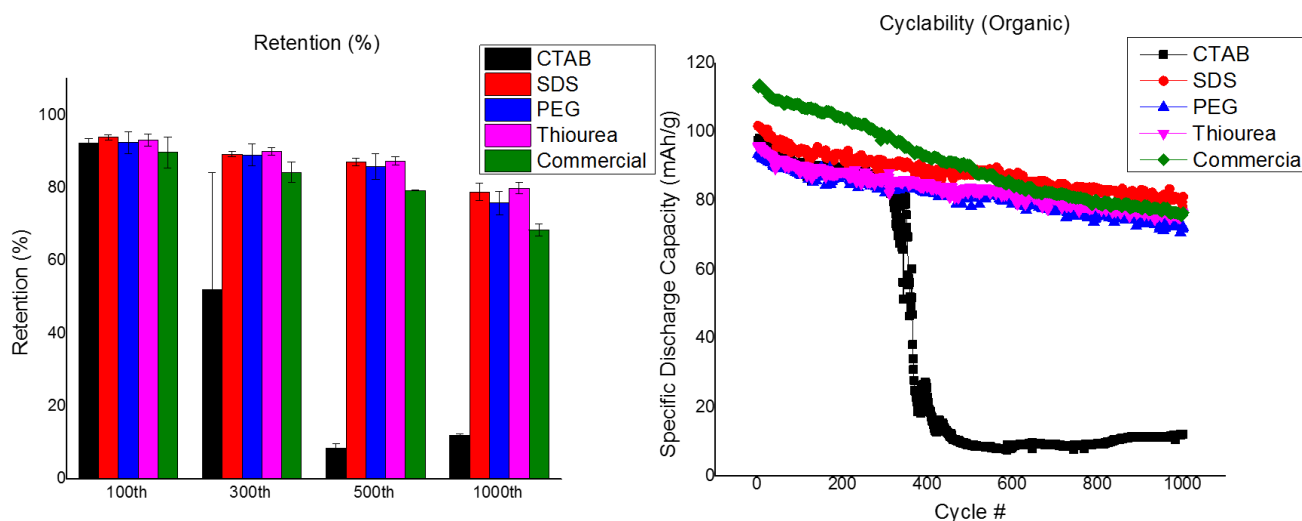 Retention (%)
CTAB
SDS
PEG
Thiourea
Commercial
Retention (%)
100
80
60
40
20
0
100th
300th
500th
1000th
Cyclability (Organic)
CTAB
SDS
PEG
Thiourea
Commercia
Specific Discharge Capacity (mAh/g)
120
100
80
60
40
20
0
0
200
400
600
800
1000
Cycle #